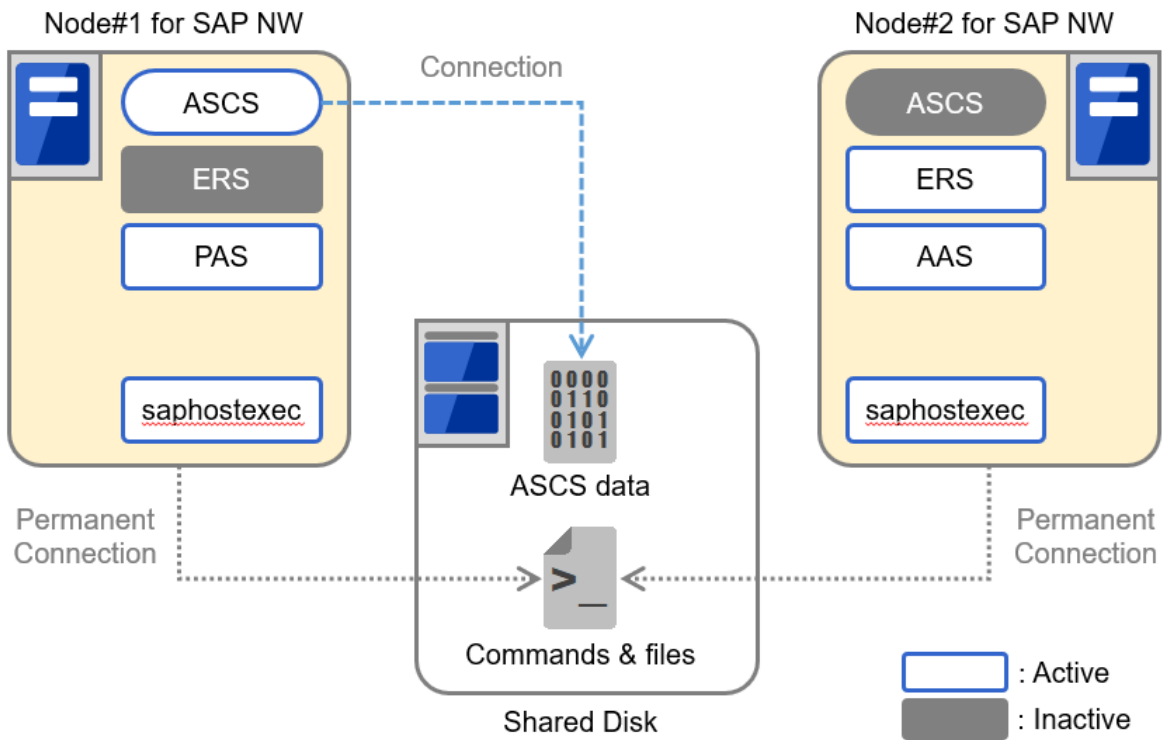 Node#1 for SAP NW
Node#2 for SAP NW
Connection
ASCS
ERS
PAS
saphostexec
ASCS
ERS
AAS
saphostexec
0000
0110
0101
0101
ASCS data
Permanent
Connection
Permanent
Connection
>_
Commands & files
Shared Disk
: Active
: Inactive